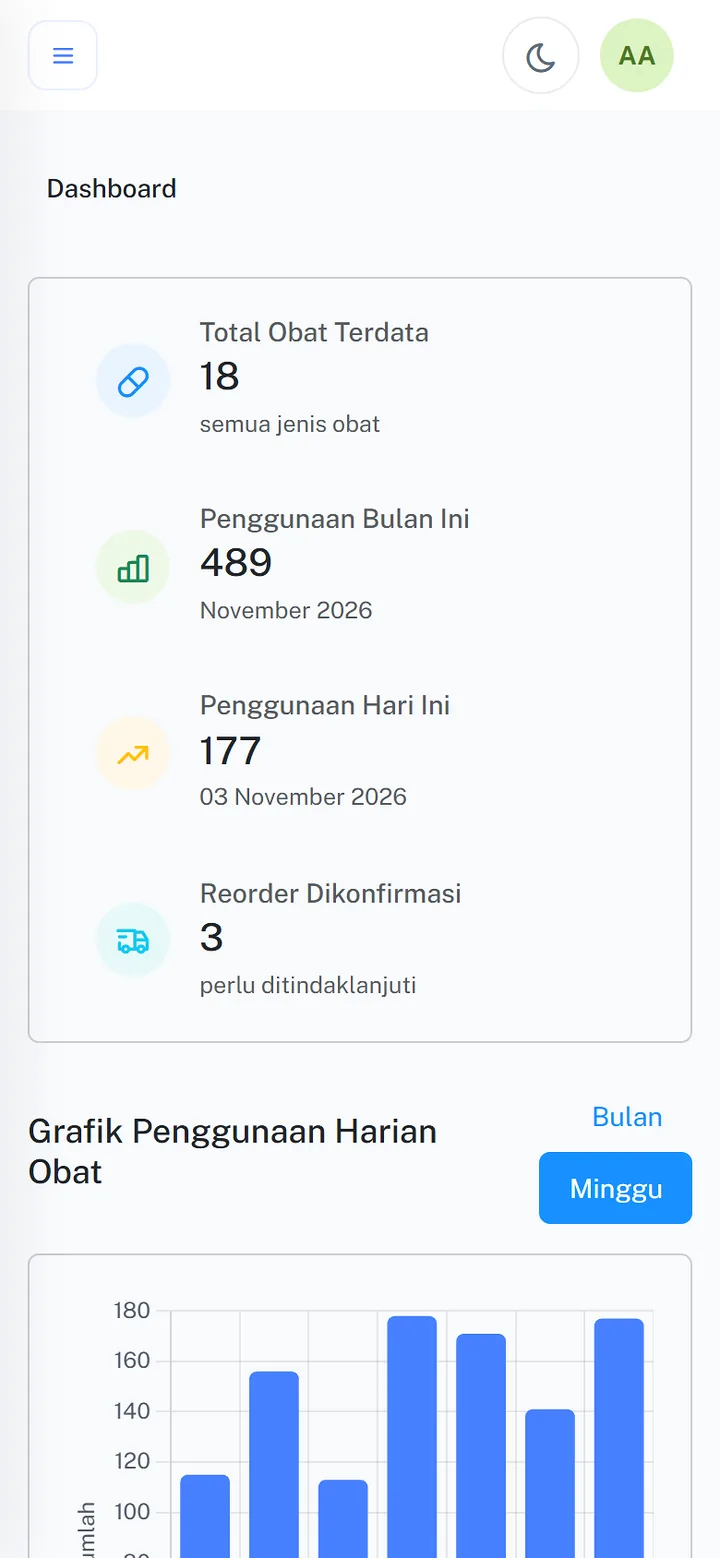 AA
Dashboard
Total Obat Terdata
18
semua jenis obat
Penggunaan Bulan Ini
489
November 2026
Penggunaan Hari Ini
177
03 November 2026
Reorder Dikonfirmasi
3
perlu ditindaklanjuti
Grafik Penggunaan Harian
Obat
Bulan
Minggu
180
160
140
120
100